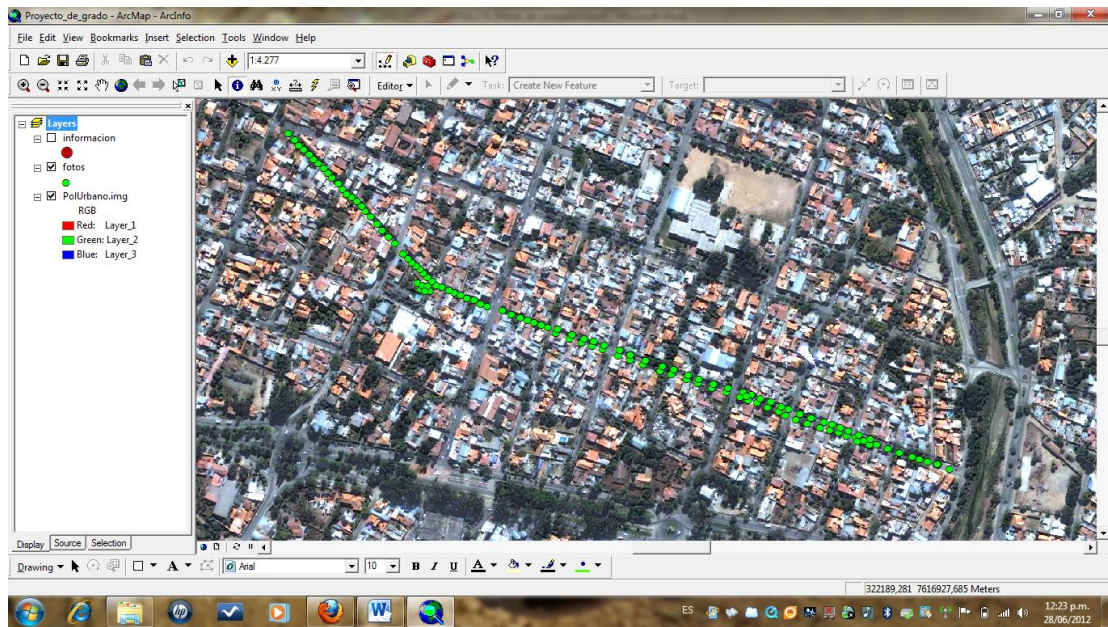 Proyecto_de_grado - ArcMap - ArcInfo
File Edit View Bookmarks Insert Selection Tools Window Help
1:4.277
Editor Task: Create New Feature Target:
Layers
informacion
fotos
PolUrbano.img
RGB
Red: Layer_1
Green: Layer_2
Blue: Layer_3
Display Source Selection
Drawing A Arial 10 B I U A
322189,281 7616927,685 Meters
ES
12:23 p.m.
28/06/2012